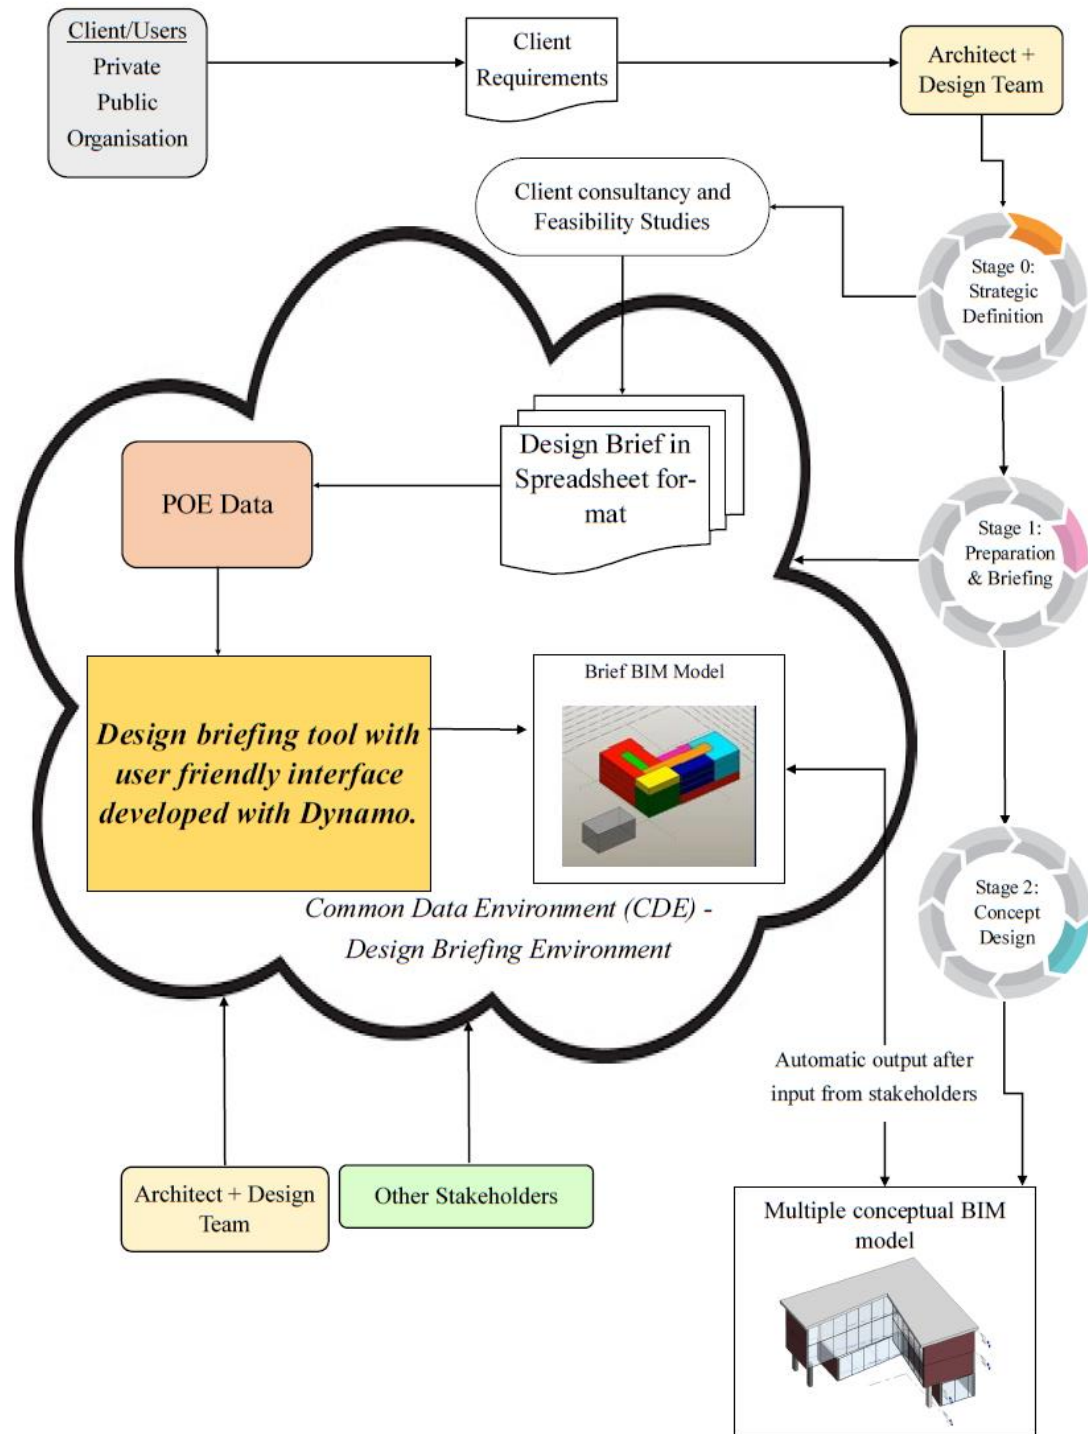 Client/Users
Private
Public
Organisation
Client
Requirements
Architect +
Design Team
Client consultancy and
Feasibility Studies
Stage 0:
Strategic
Definition
Design Brief in
Spreadsheet for-
mat
POE Data
Stage 1:
Preparation
& Briefing
Design briefing tool with
user friendly interface
developed with Dynamo.
Brief BIM Model
Stage 2:
Concept
Design
Common Data Environment (CDE) -
Design Briefing Environment
Automatic output after
input from stakeholders
Architect + Design
Team
Other Stakeholders
Multiple conceptual BIM
model